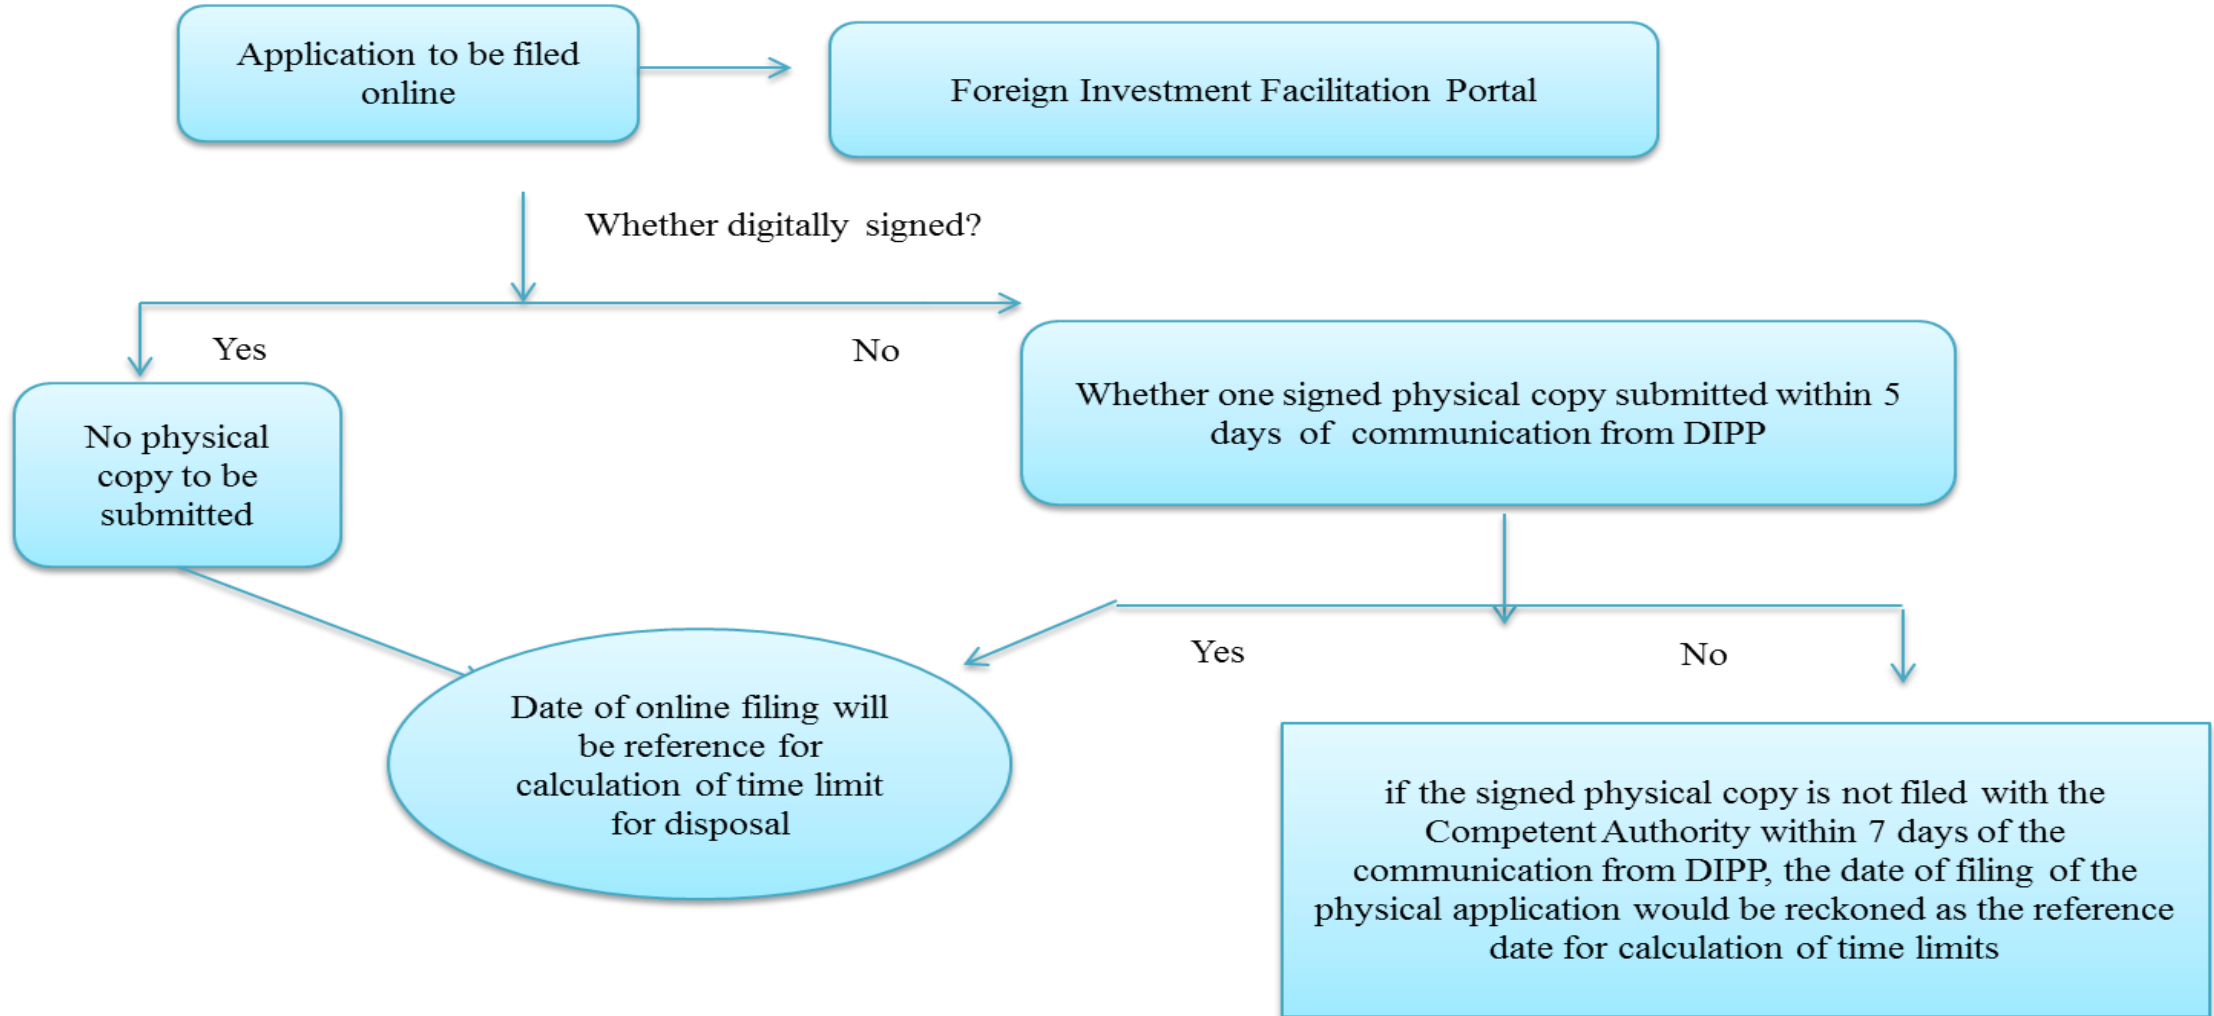 Application to be filed
online
Foreign Investment Facilitation Portal
Whether digitally signed?
Yes
No
No physical
copy to be
submitted
Whether one signed physical copy submitted within 5
days of communication from DIPP
Yes
No
Date of online filing will
be reference for
calculation of time limit
for disposal
if the signed physical copy is not filed with the
Competent Authority within 7 days of the
communication from DIPP, the date of filing of the
physical application would be reckoned as the reference
date for calculation of time limits